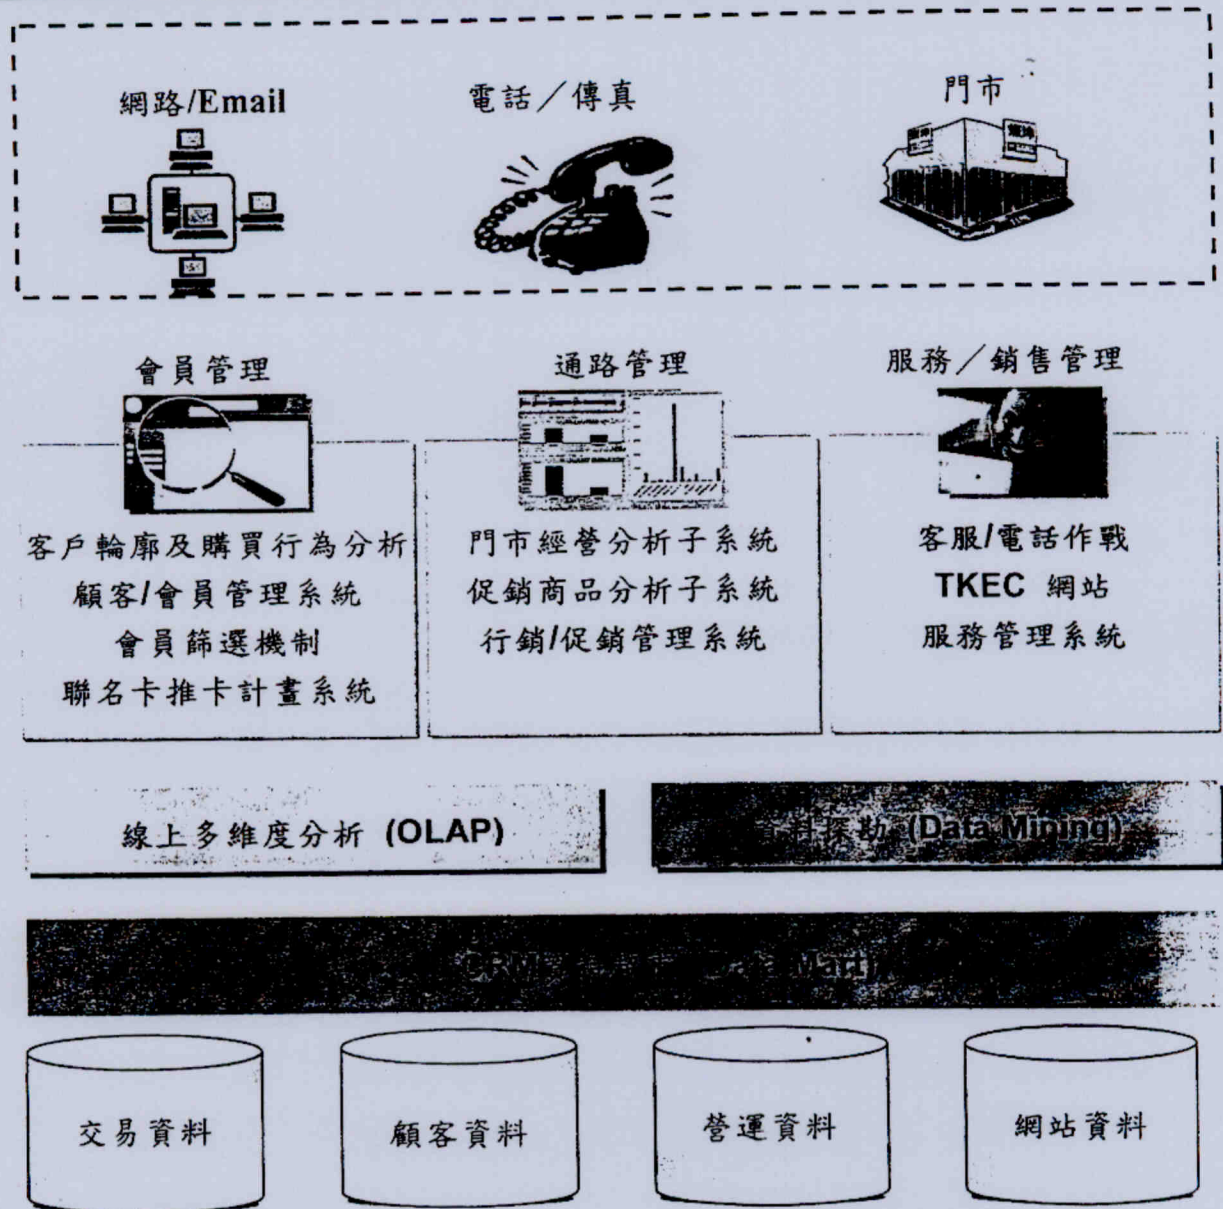 網路/Email
電話／傳真
門市
會員管理
通路管理
服務／銷售管理
客戶輪廓及購買行為分析
顧客/會員管理系統
會員篩選機制
聯名卡推卡計畫系統
門市經營分析子系統
促銷商品分析子系統
行銷/促銷管理系統
客服/電話作戰
TKEC 網站
服務管理系統
線上多維度分析 (OLAP)
料探勘 (Data Mining)
CRM Mart)
交易資料
顧客資料
營運資料
網站資料